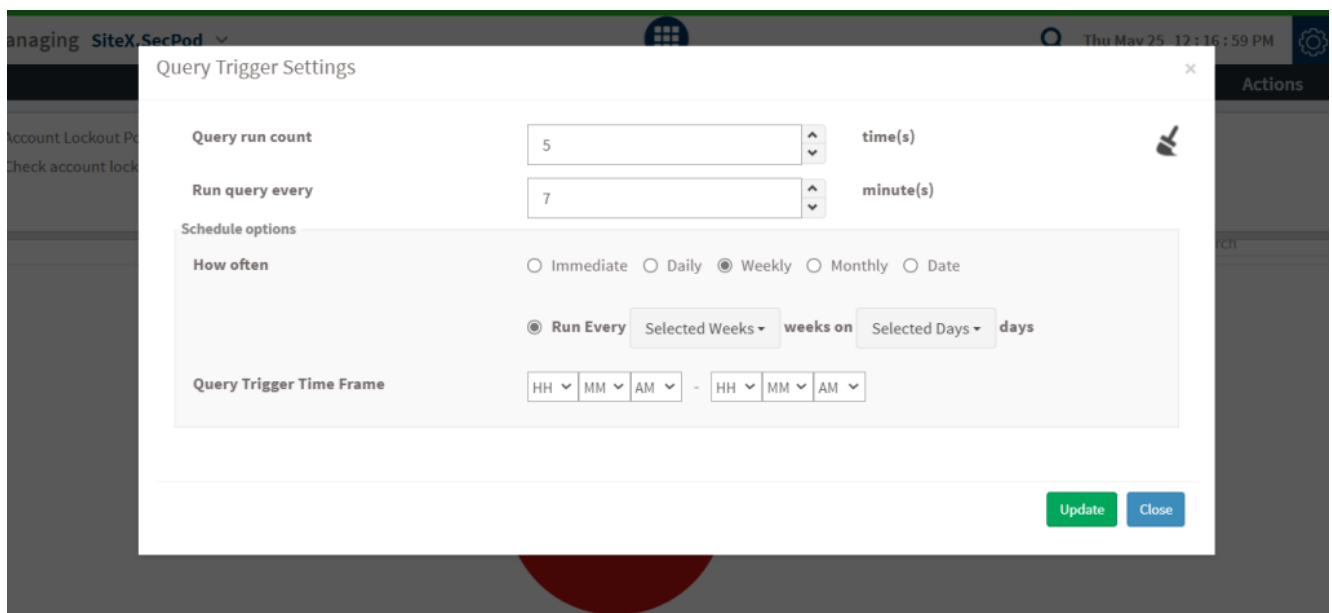 anaging SiteX.SecPod
Thu May 25 12 : 16 : 59 PM
Query Trigger Settings
×
Actions
Account Lockout Po
Query run count 5 time(s)
Check account lock
Run query every 7 minute(s)
Schedule options
rch
How often Immediate Daily Weekly Monthly Date
Run Every Selected Weeks weeks on Selected Days days
Query Trigger Time Frame HH MM AM - HH MM AM
Update Close